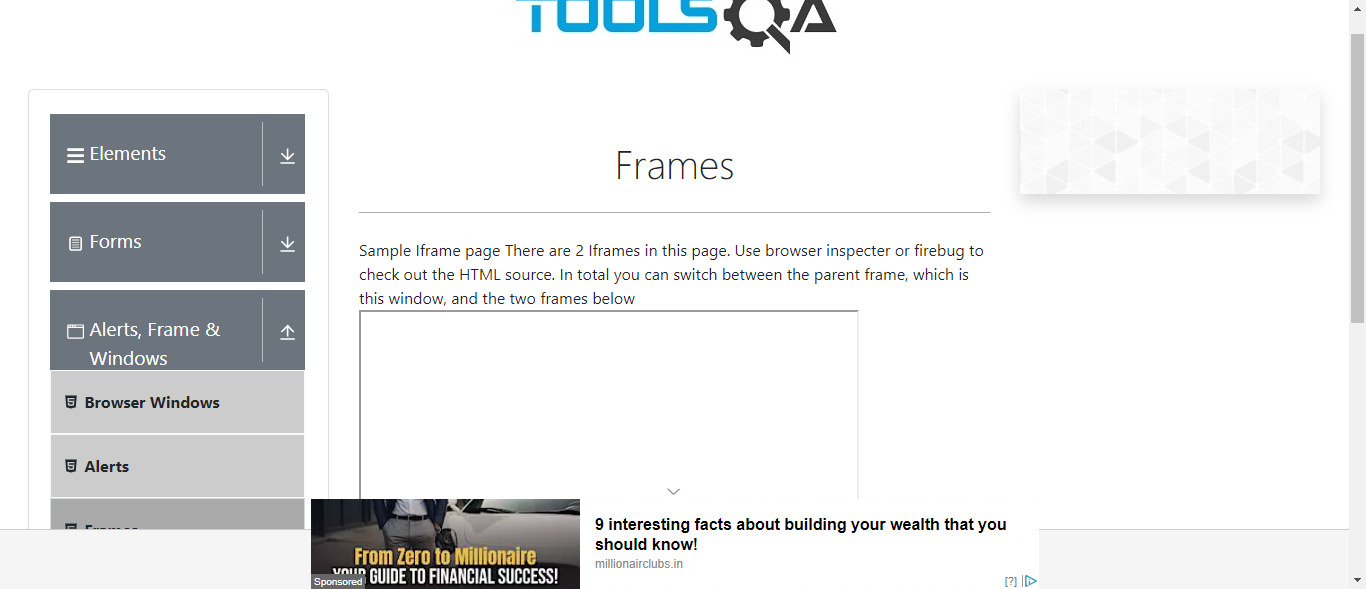 TOOLSQA
Elements
Forms
Alerts, Frame &
Windows
Browser Windows
Alerts
Frames
Frames
Sample Iframe page There are 2 Iframes in this page. Use browser inspecter or firebug to
check out the HTML source. In total you can switch between the parent frame, which is
this window, and the two frames below
From Zero to Millionaire
YOUR GUIDE TO FINANCIAL SUCCESS!
Sponsored
9 interesting facts about building your wealth that you
should know!
millionairclubs.in
[?]